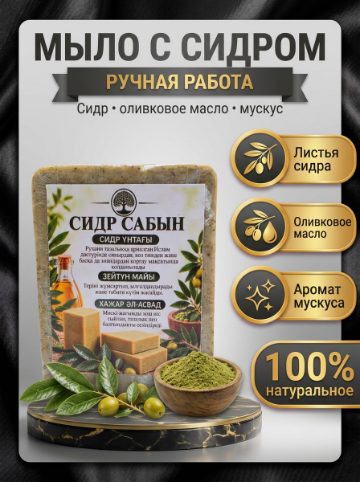 МЫЛО С СИДРОМ
РУЧНАЯ РАБОТА
Сидр • оливковое масло • мускус
Листья
сидра
Оливковое
масло
Аромат
мускуса
100%
натуральное
СИДР САБЫН
СИДР ҰНТАҒЫ
ЗЕЙТҮН МАЙЫ
ХАЖАР ӘЛ-АСВАД